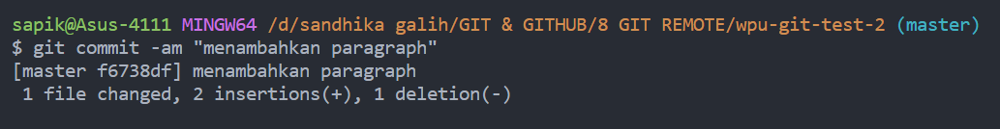 sapik@Asus-4111 MINGW64 /d/sandhika galih/GIT & GITHUB/8 GIT REMOTE/wpu-git-test-2 (master)
$ git commit -am "menambahkan paragraph"
[master f6738df] menambahkan paragraph
 1 file changed, 2 insertions(+), 1 deletion(-)